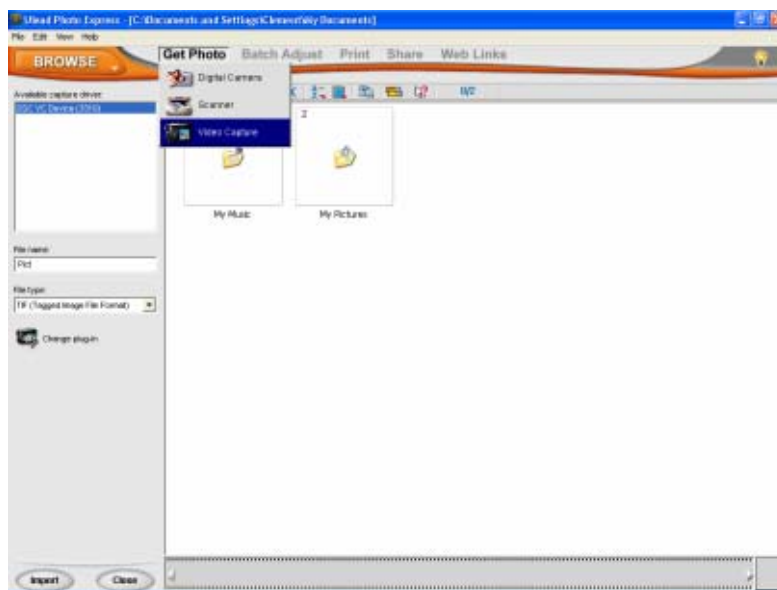 Ulead Photo Express - [C:\Documents and Settings\Clement\My Documents]
File Edit View Help
BROWSE
Get Photo Batch Adjust Print Share Web Links
Digital Camera
Scanner
Video Capture
Available capture driver:
2
My Music
My Pictures
File name:
Pict
File type:
TIF (Tagged Image File Format)
Change plug-in
Import
Close